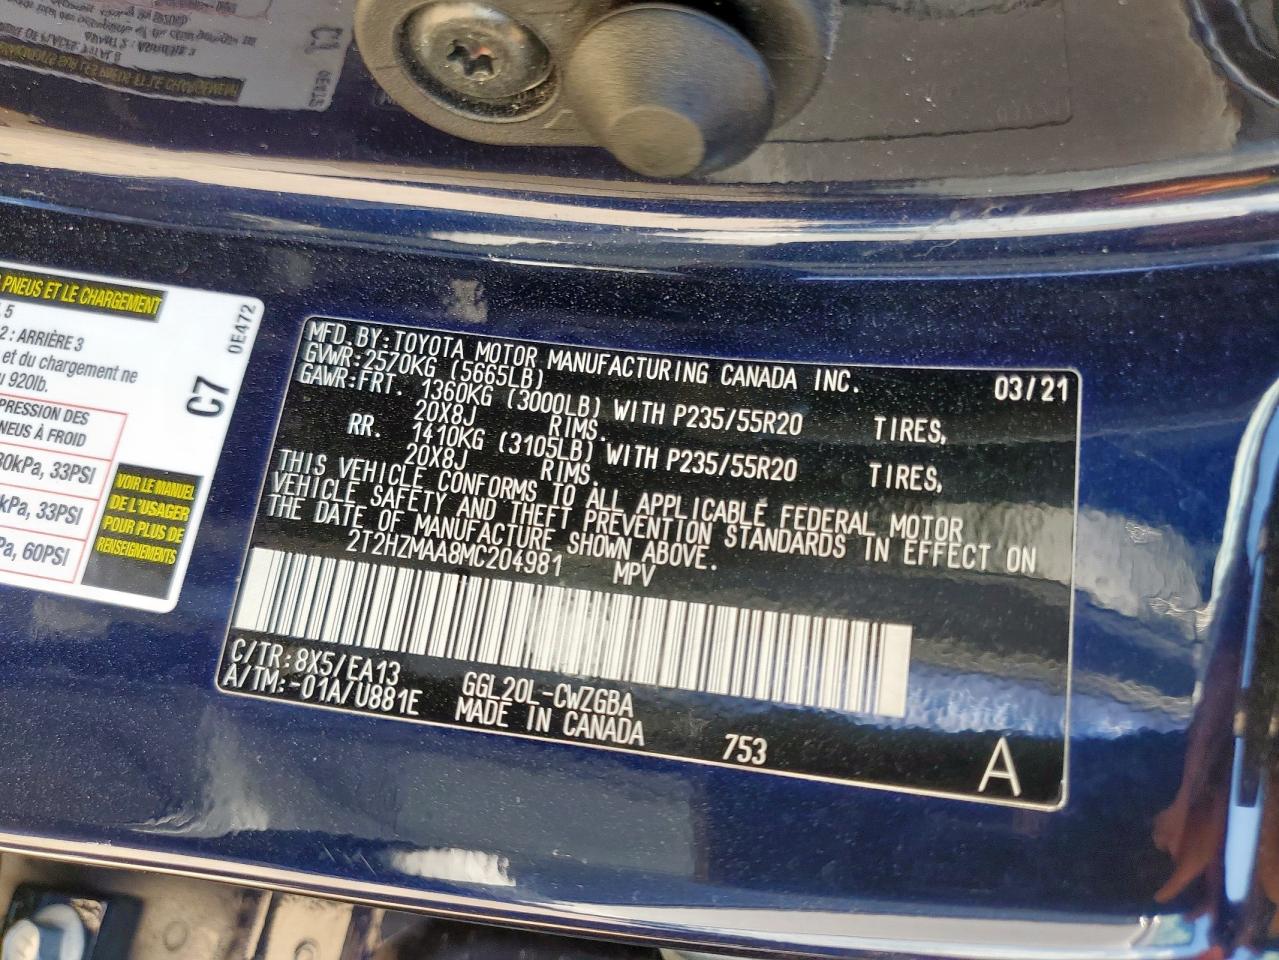 PNEUS ET LE CHARGEMENT
5
2 : ARRIÈRE 3
et du chargement ne
920lb.
C7
0E472
PRESSION DES
PNEUS À FROID
kPa, 33PSI
kPa, 33PSI
60PSI
VOIR LE MANUEL
DE L'USAGER
POUR PLUS DE
RENSEIGNEMENTS
MFD. BY: TOYOTA MOTOR MANUFACTURING CANADA INC. 03/21
GVWR: 2570KG (5665LB)
GAWR: FRT. 1360KG (3000LB) WITH P235/55R20 TIRES,
20X8J RIMS.
RR. 1410KG (3105LB) WITH P235/55R20 TIRES,
20X8J RIMS.
THIS VEHICLE CONFORMS TO ALL APPLICABLE FEDERAL MOTOR
VEHICLE SAFETY AND THEFT PREVENTION STANDARDS IN EFFECT ON
THE DATE OF MANUFACTURE SHOWN ABOVE.
2T2HZMAA8MC204981 MPV
C/TR: 8X5/EA13 GGL20L-CWZGBA
A/TM: -01A/U881E MADE IN CANADA 753 A